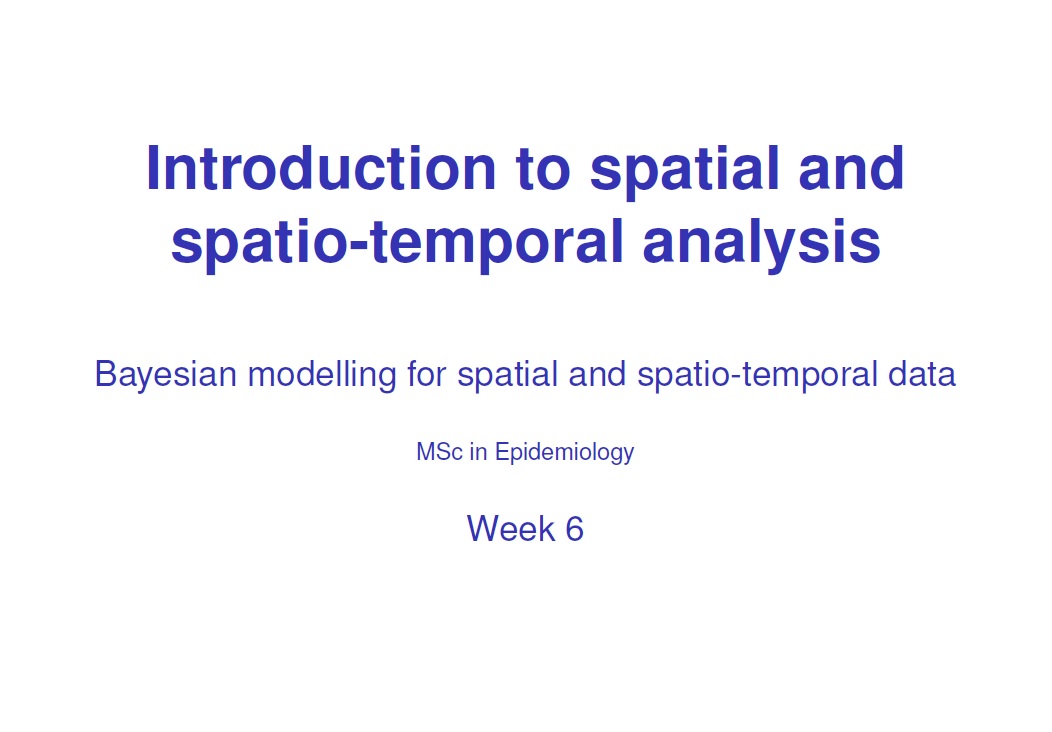 Introduction to spatial and
spatio-temporal analysis
Bayesian modelling for spatial and spatio-temporal data
MSc in Epidemiology
Week 6